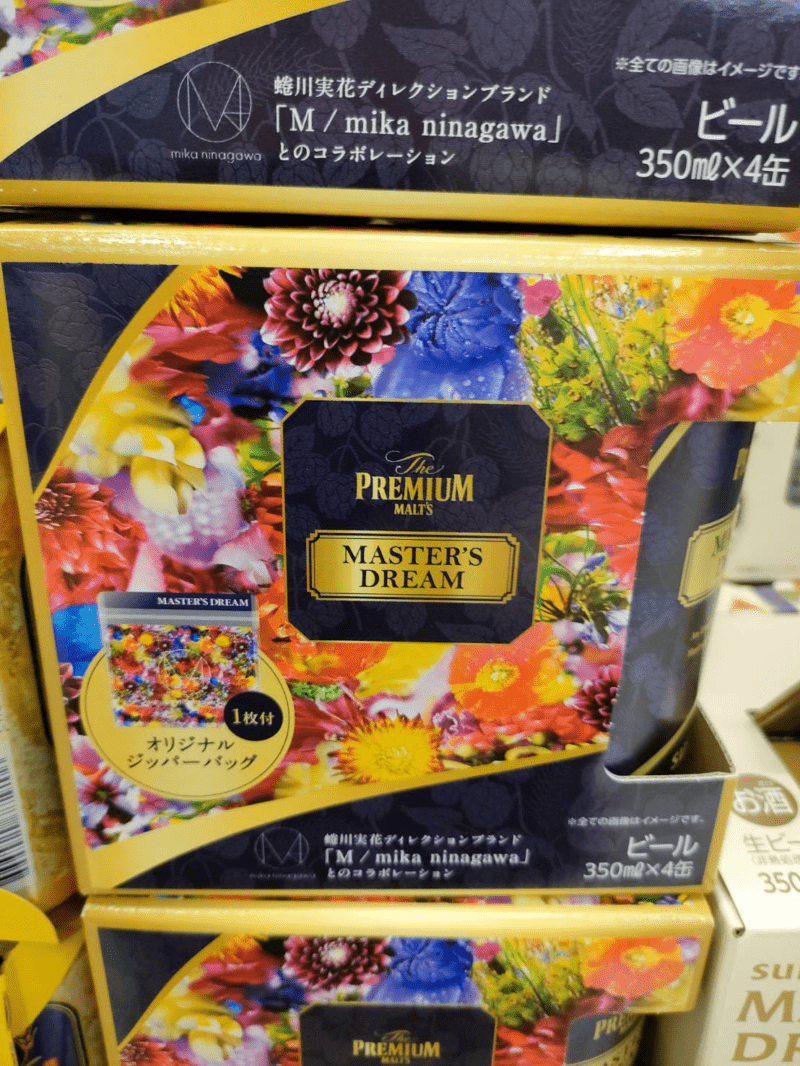 ※全ての画像はイメージです
蜷川実花ディレクションブランド
「M / mika ninagawa」
とのコラボレーション
mika ninagawa
ビール
350ml×4缶
The
PREMIUM
MALT'S
MASTER'S
DREAM
MASTER'S DREAM
1枚付
オリジナル
ジッパーバッグ
※全ての画像はイメージです。
蜷川実花ディレクションブランド
「M / mika ninagawa」
とのコラボレーション
mika ninagawa
ビール
350ml×4缶
お酒
生ビー
350
The
PREMIUM
MALT'S